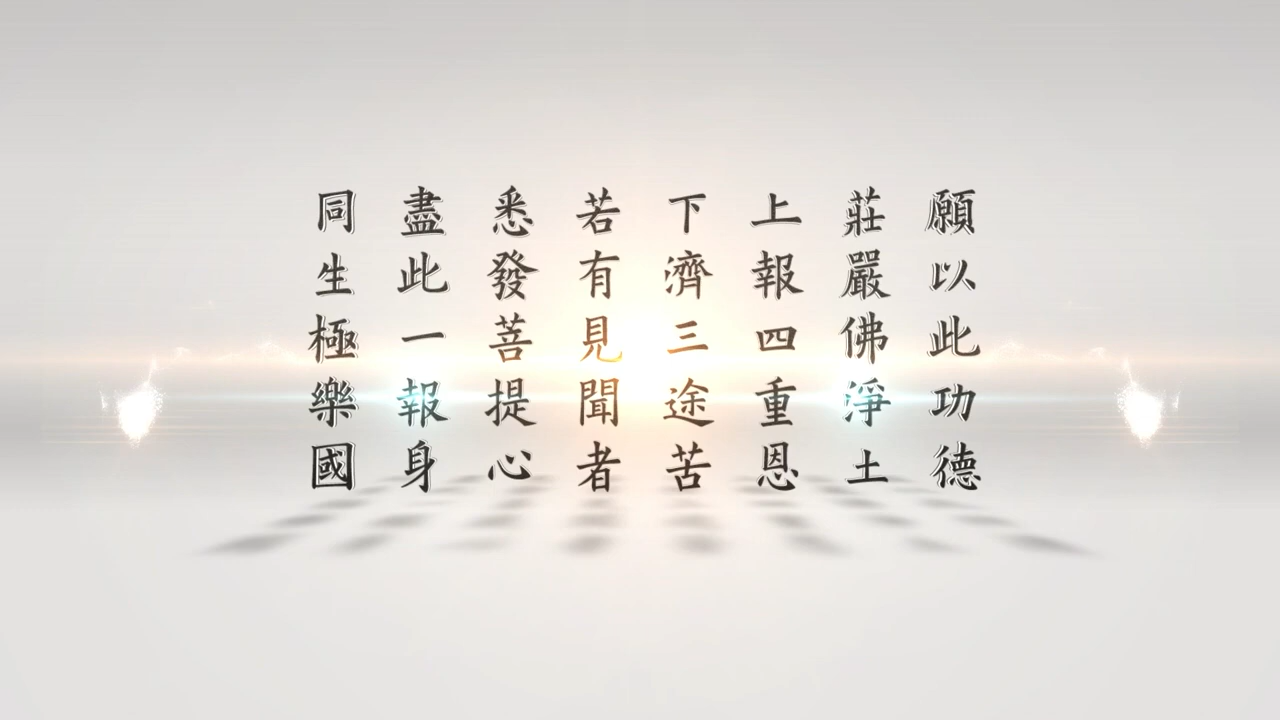 願以此功德
莊嚴佛淨土
上報四重恩
下濟三途苦
若有見聞者
悉發菩提心
盡此一報身
同生極樂國